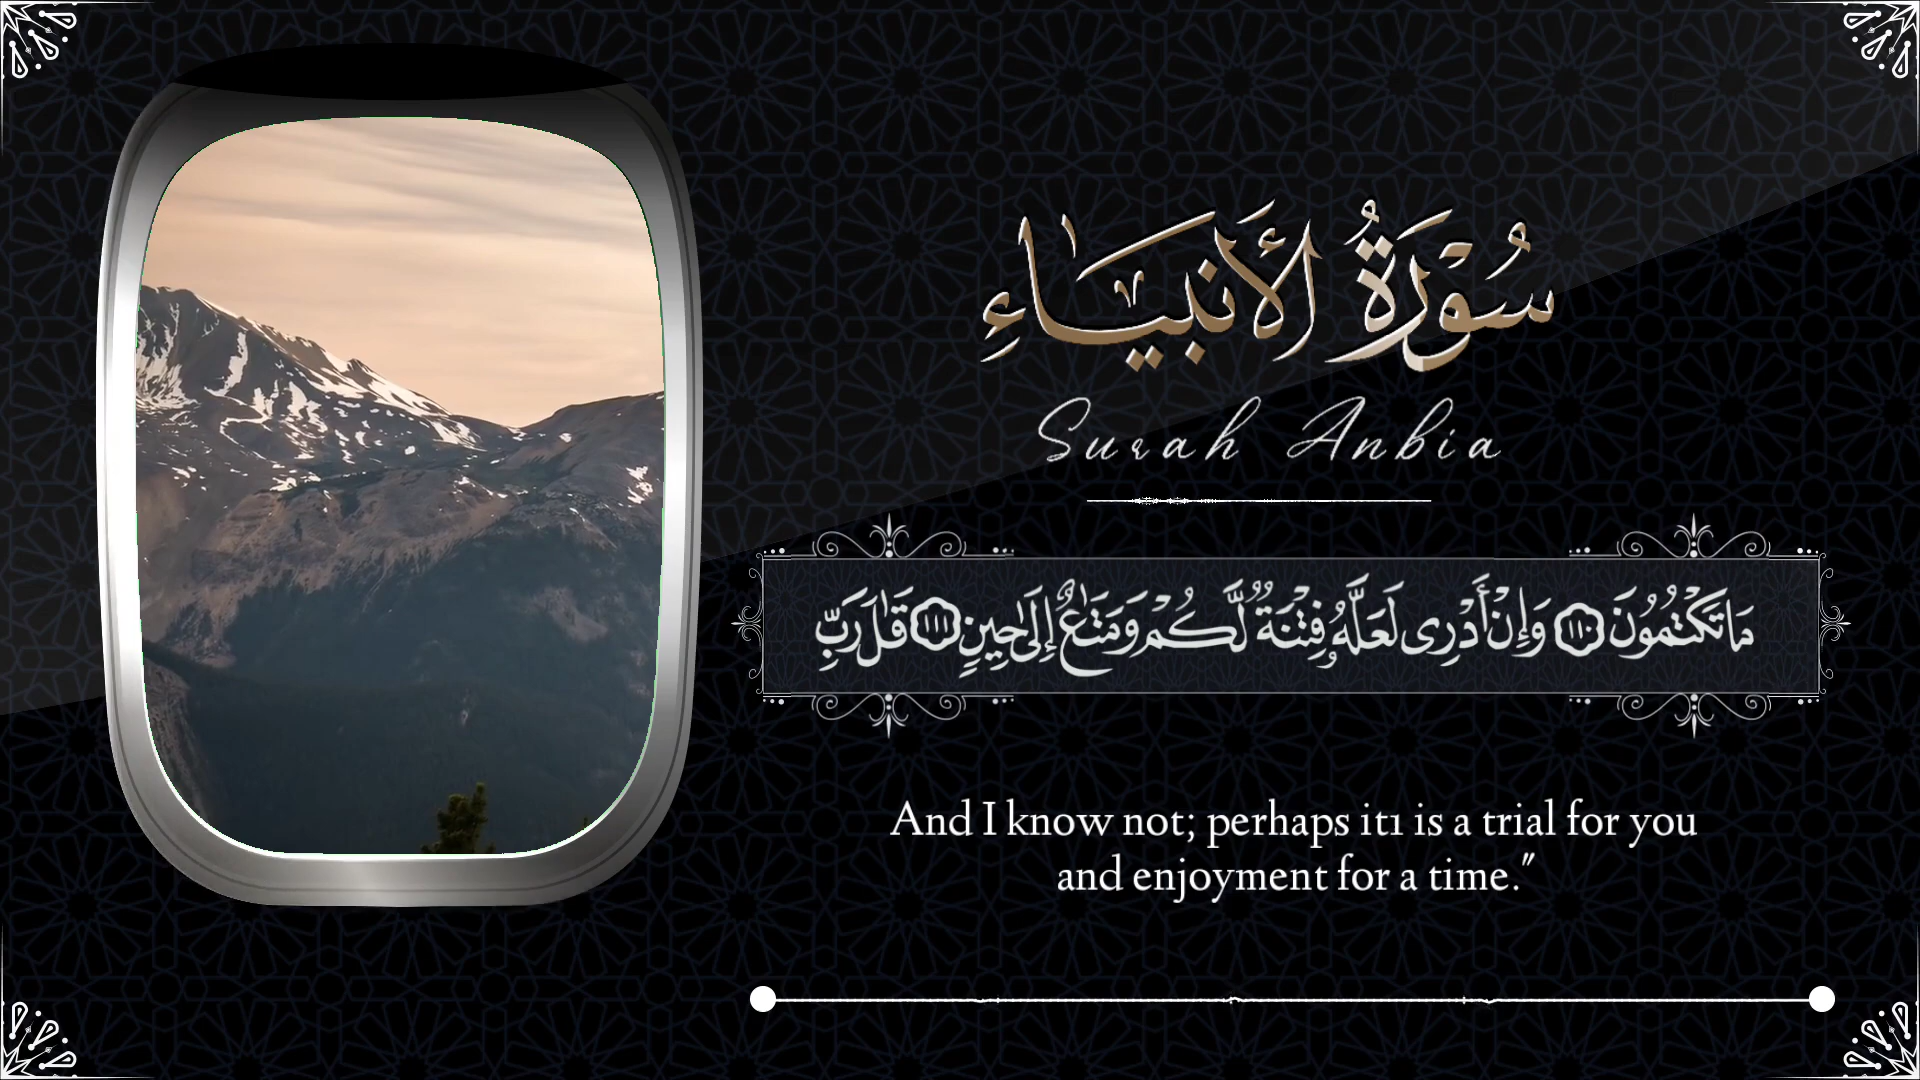 سُورَةُ الأَنبِيَاءِ
Surah Anbia
مَا تَكْتُمُونَ ١١٠ وَإِنْ أَدْرِى لَعَلَّهُۥ فِتْنَةٌ لَّكُمْ وَمَتَـٰعٌ إِلَىٰ حِينٍ ١١١ قَـٰلَ رَبِّ
And I know not; perhaps it1 is a trial for you
and enjoyment for a time."